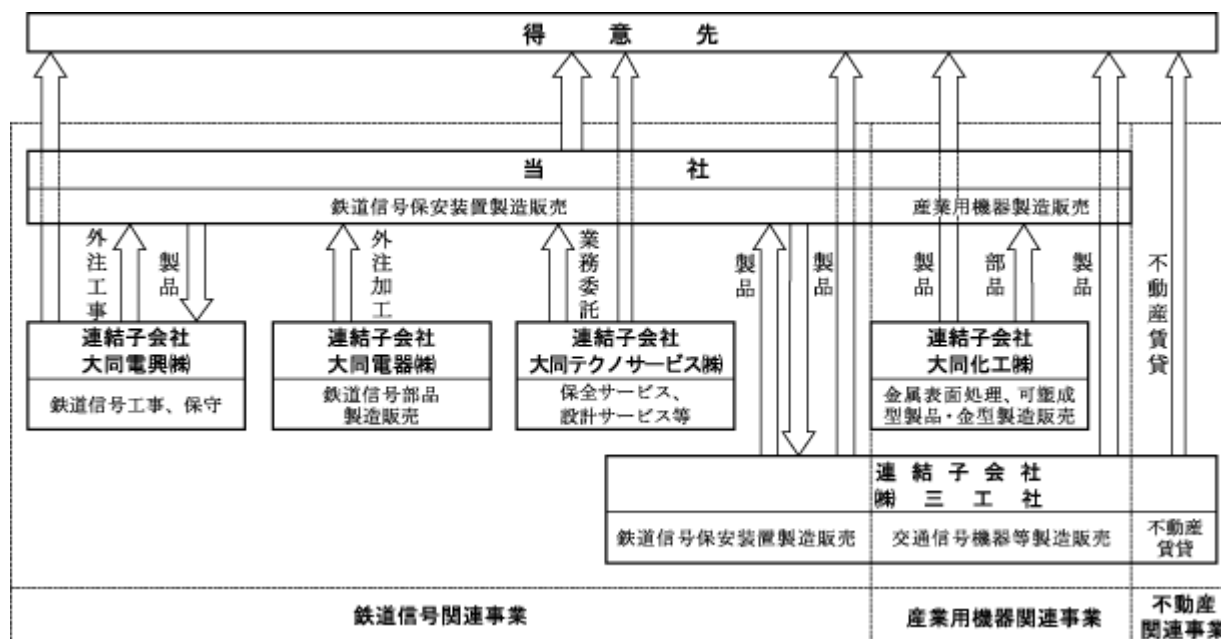 得意先
当社
鉄道信号保安装置製造販売
産業用機器製造販売
外注工事
製品
外注加工
業務委託
製品
製品
製品
部品
製品
不動産賃貸
連結子会社
大同電興㈱
鉄道信号工事、保守
連結子会社
大同電器㈱
鉄道信号部品
製造販売
連結子会社
大同テクノサービス㈱
保全サービス、
設計サービス等
連結子会社
大同化工㈱
金属表面処理、可塑成
型製品・金型製造販売
連結子会社
㈱三工社
鉄道信号保安装置製造販売
交通信号機器等製造販売
不動産
賃貸
鉄道信号関連事業
産業用機器関連事業
不動産
関連事業